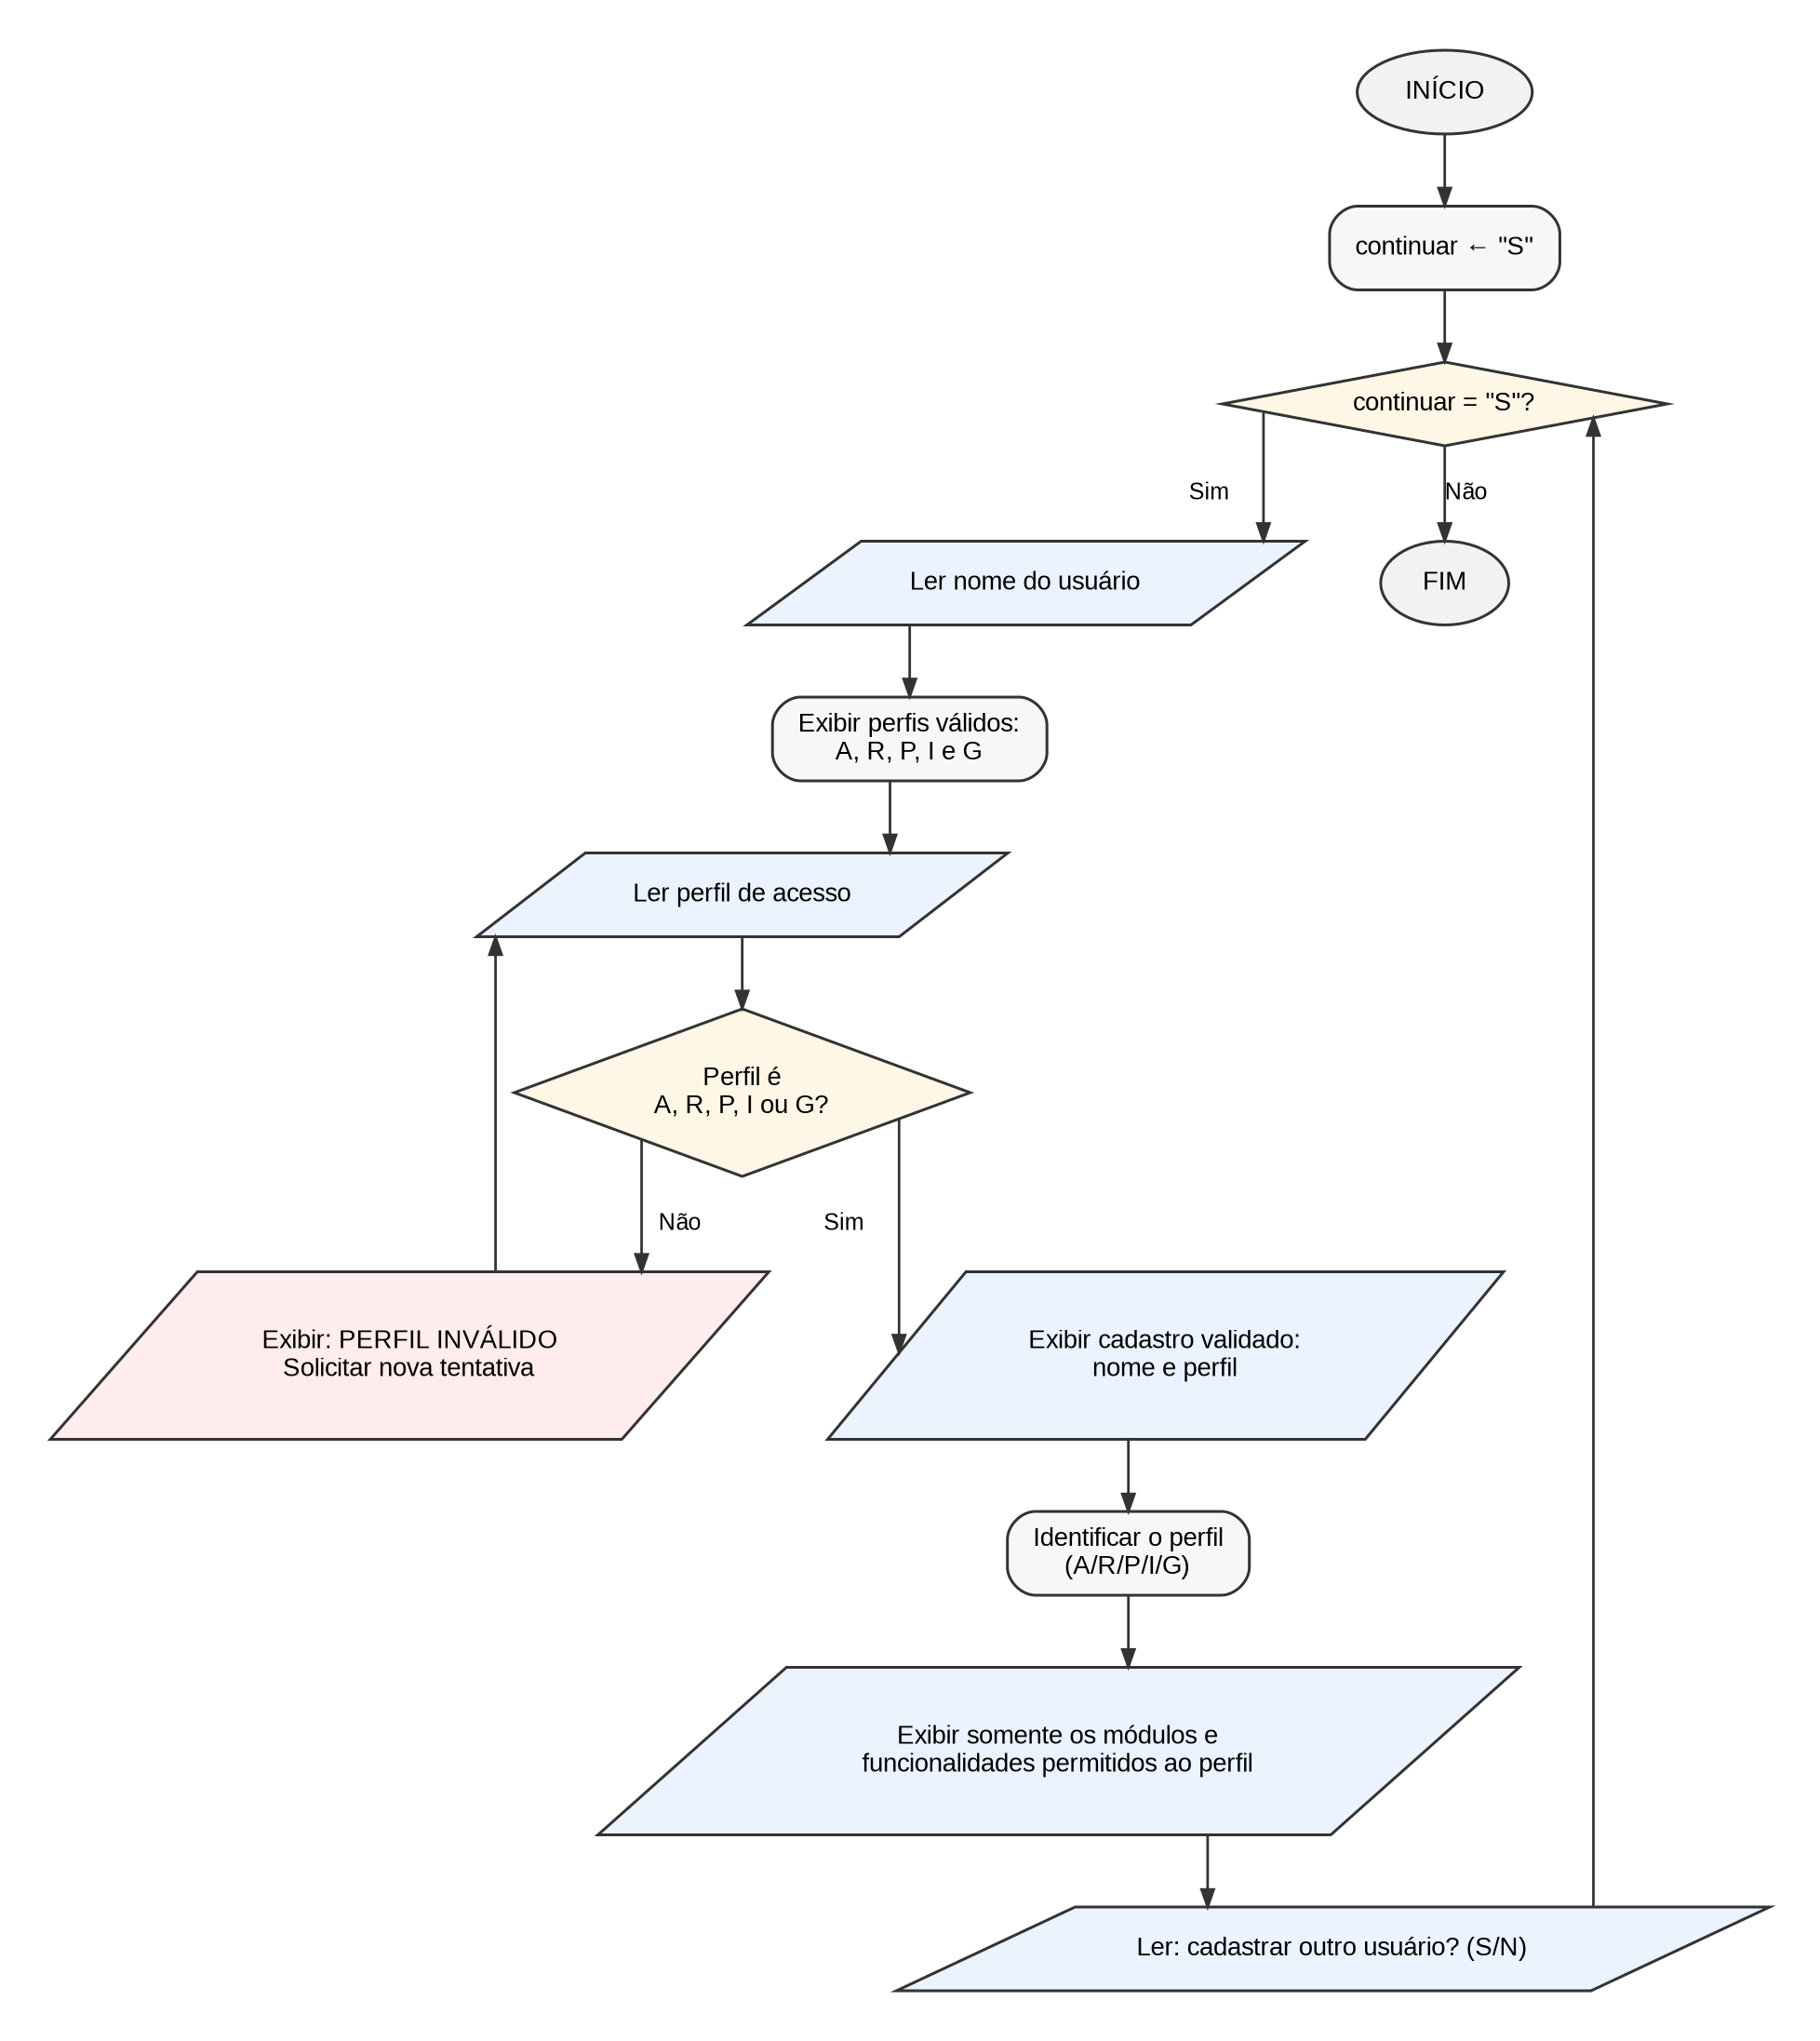 INÍCIO
continuar ← "S"
continuar = "S"?
Sim
Não
Ler nome do usuário
FIM
Exibir perfis válidos:
A, R, P, I e G
Ler perfil de acesso
Perfil é
A, R, P, I ou G?
Não
Sim
Exibir: PERFIL INVÁLIDO
Solicitar nova tentativa
Exibir cadastro validado:
nome e perfil
Identificar o perfil
(A/R/P/I/G)
Exibir somente os módulos e
funcionalidades permitidos ao perfil
Ler: cadastrar outro usuário? (S/N)